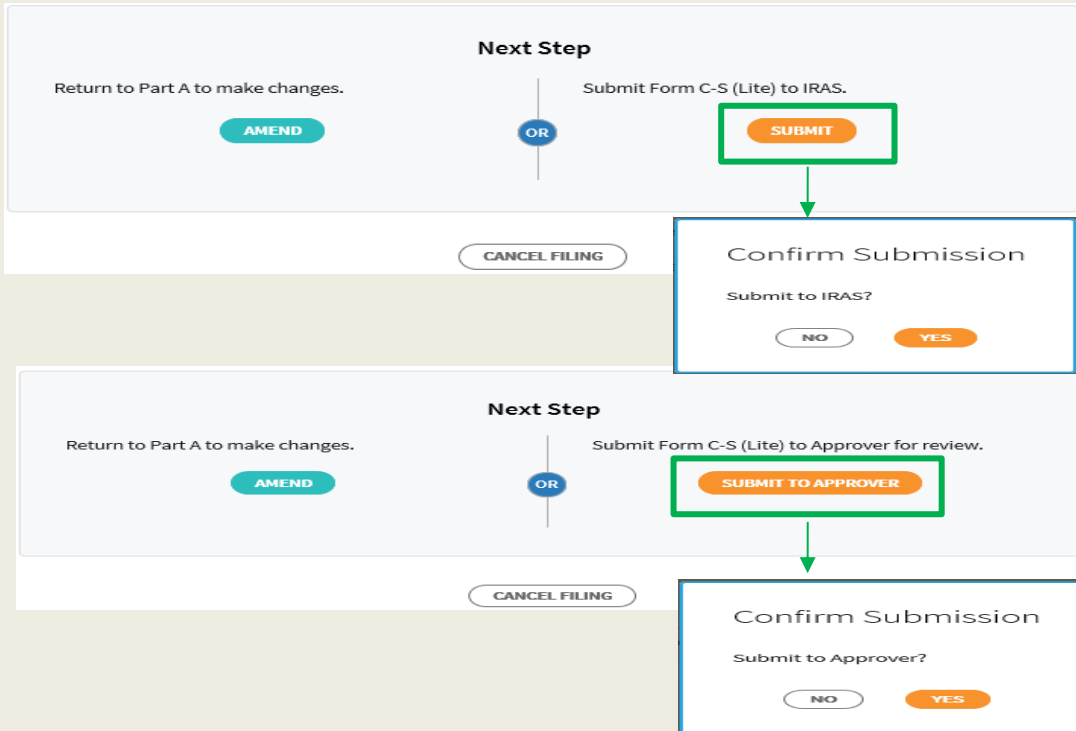 Next Step
Return to Part A to make changes.
Submit Form C-S (Lite) to IRAS.
AMEND
OR
SUBMIT
CANCEL FILING
Confirm Submission
Submit to IRAS?
NO
YES
Next Step
Return to Part A to make changes.
Submit Form C-S (Lite) to Approver for review.
AMEND
OR
SUBMIT TO APPROVER
CANCEL FILING
Confirm Submission
Submit to Approver?
NO
YES